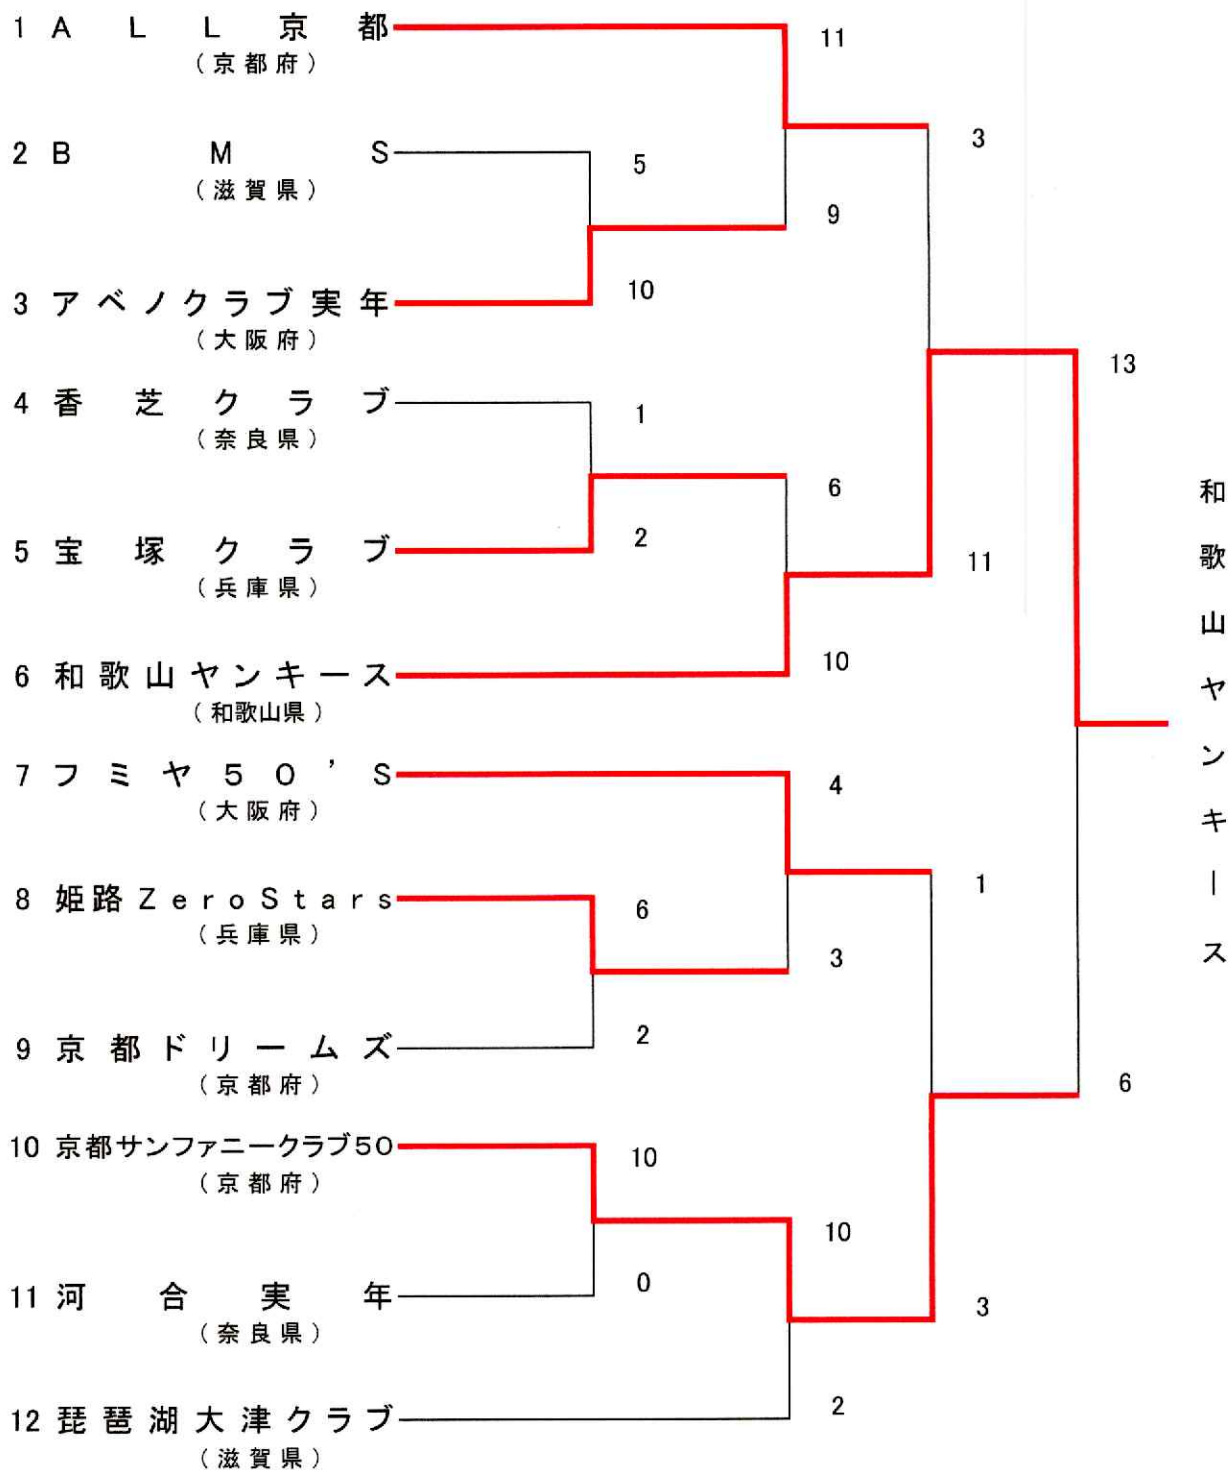 1 ALL京都
11
(京都府)
3
2 BMS
5
(滋賀県)
9
3 アベノクラブ実年
10
(大阪府)
13
4 香芝クラブ
1
(奈良県)
6
5 宝塚クラブ
2
(兵庫県)
11
6 和歌山ヤンキース
10
(和歌山県)
和歌山ヤンキース
7 フミヤ50'S
4
(大阪府)
1
8 姫路ZeroStars
6
(兵庫県)
3
9 京都ドリームズ
2
(京都府)
6
10 京都サンファニークラブ50
10
(京都府)
10
11 河合実年
0
(奈良県)
3
12 琵琶湖大津クラブ
2
(滋賀県)